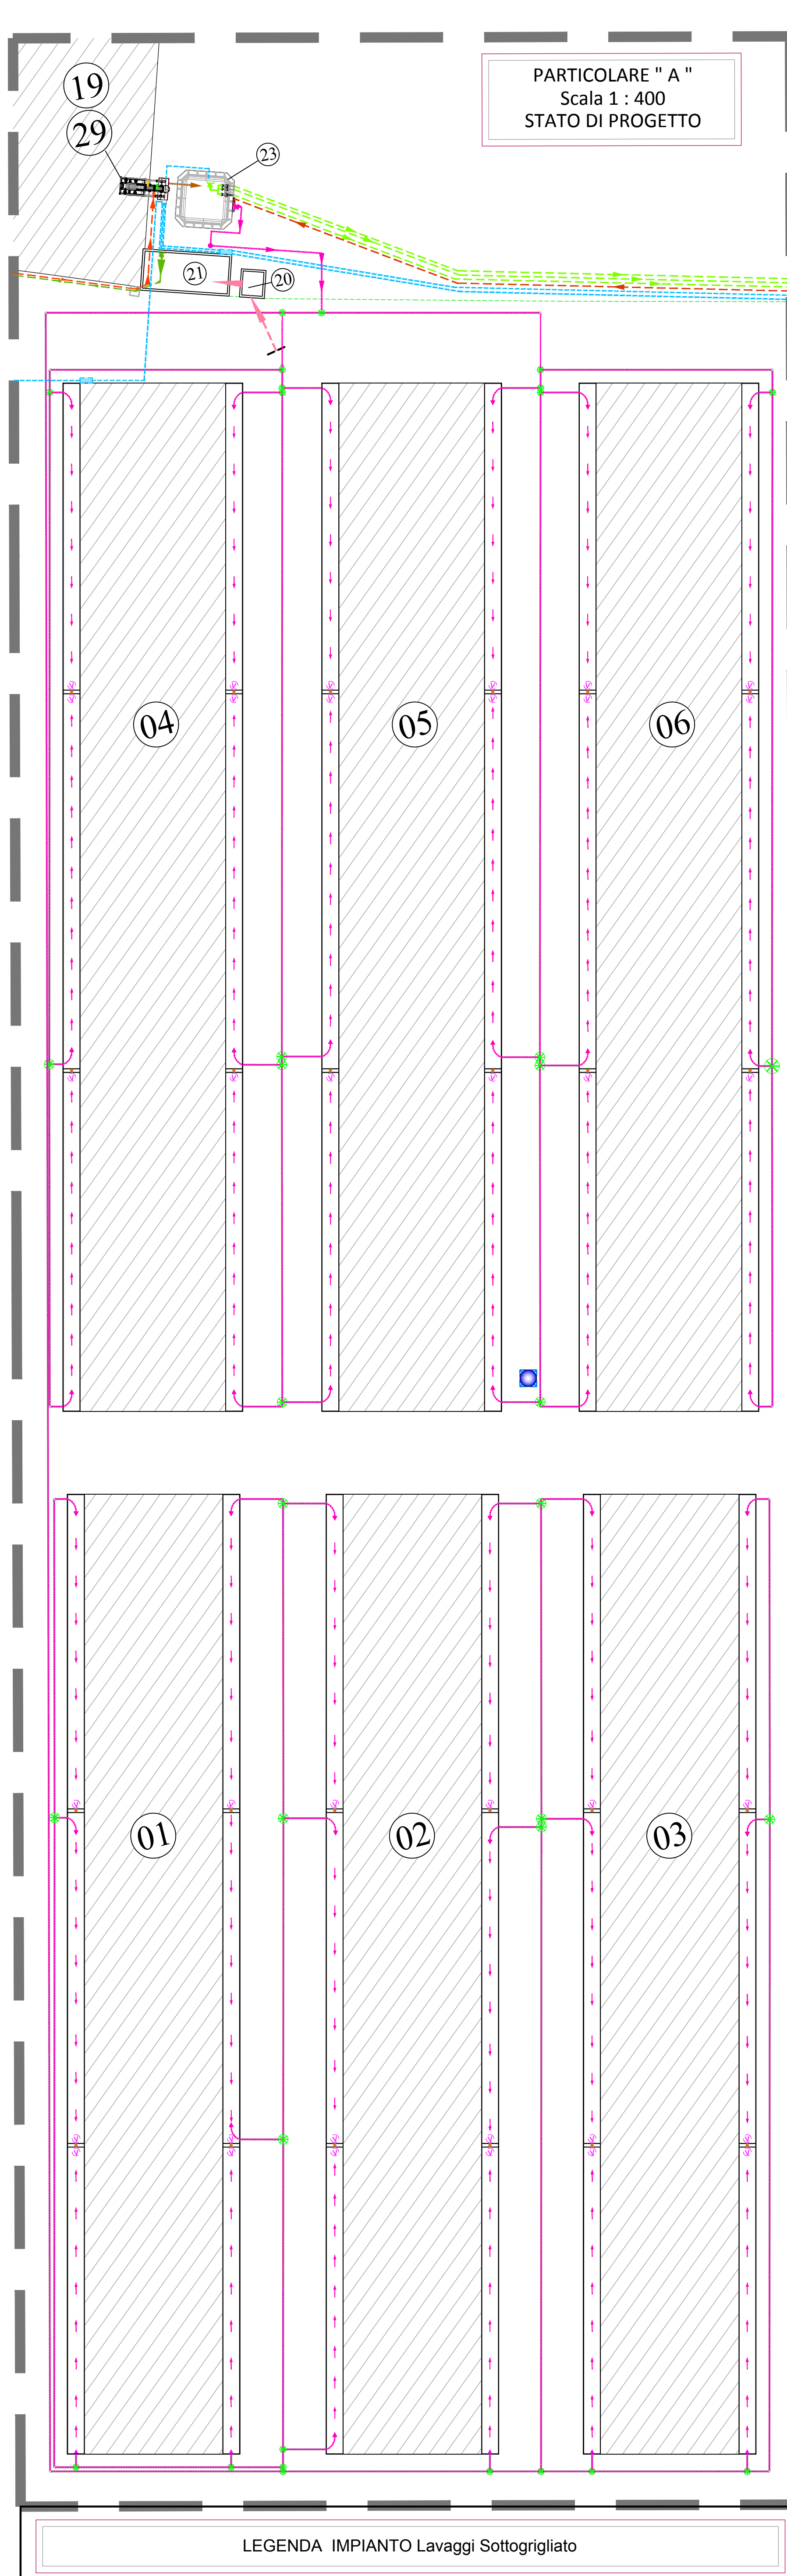 PARTICOLARE " A "
Scala 1 : 400
STATO DI PROGETTO
19
29
23
21
20
04
05
06
01
02
03
LEGENDA IMPIANTO Lavaggi Sottogrigliato